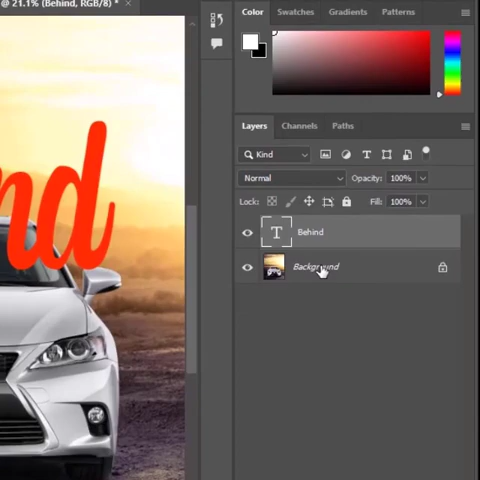 @ 21.1% (Behind, RGB/8) *
Color Swatches Gradients Patterns
nd
Layers Channels Paths
Kind
Normal Opacity: 100%
Lock: Fill: 100%
T Behind
Background